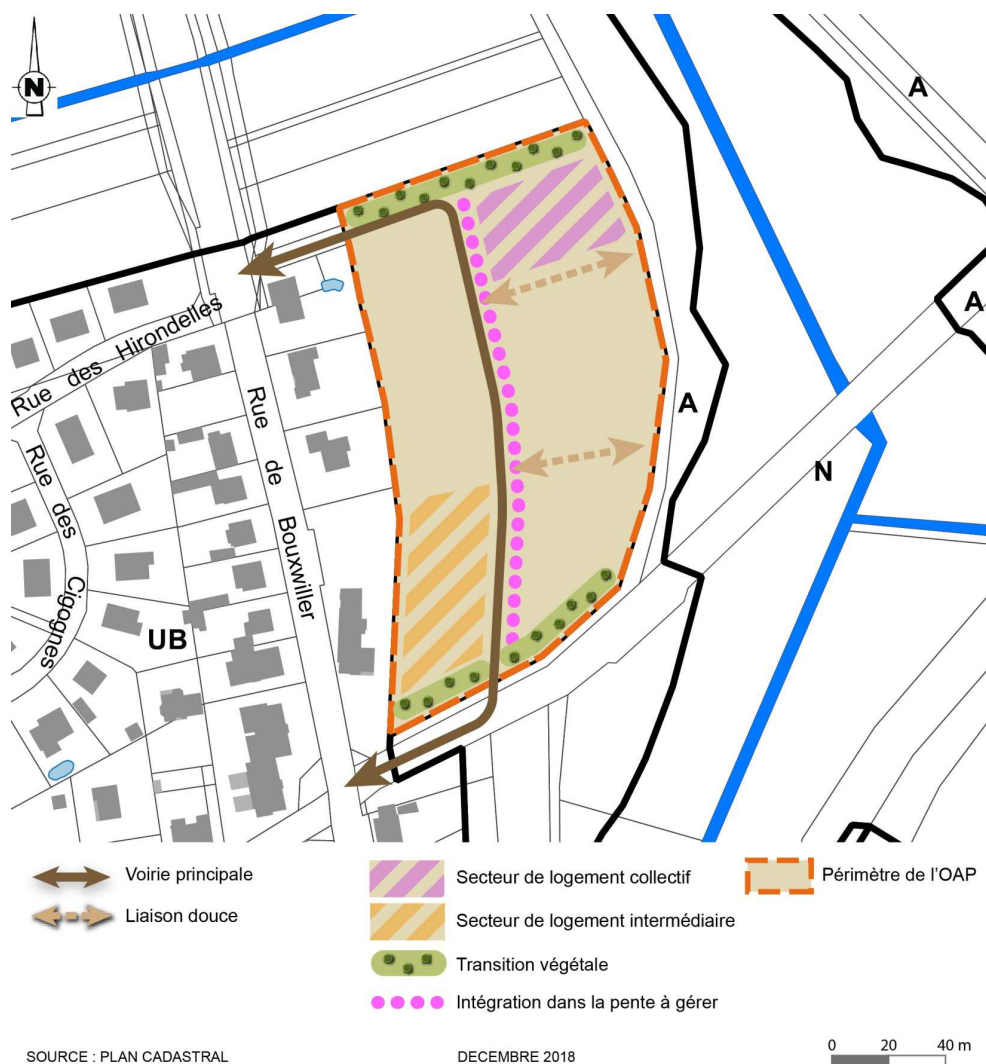 N
A
A
A
N
UB
Rue des Hirondelles
Rue des Cigognes
Rue de Bouxwiller
Voirie principale
Liaison douce
Secteur de logement collectif
Secteur de logement intermédiaire
Transition végétale
Intégration dans la pente à gérer
Périmètre de l'OAP
SOURCE : PLAN CADASTRAL
DECEMBRE 2018
0 20 40 m